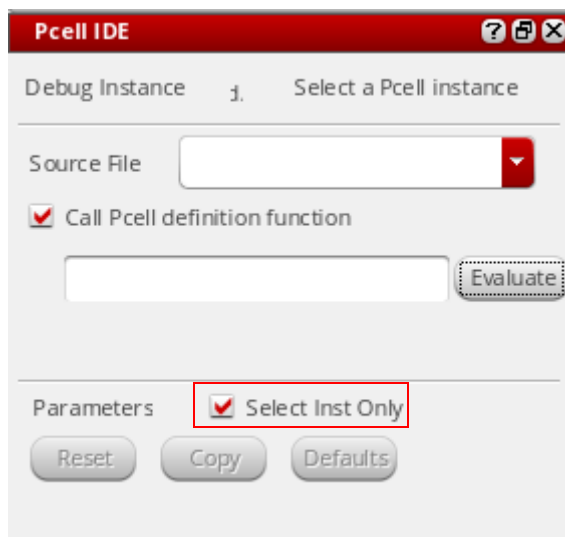 Pcell IDE
Debug Instance Select a Pcell instance
Source File
Call Pcell definition function
Evaluate
Parameters Select Inst Only
Reset Copy Defaults